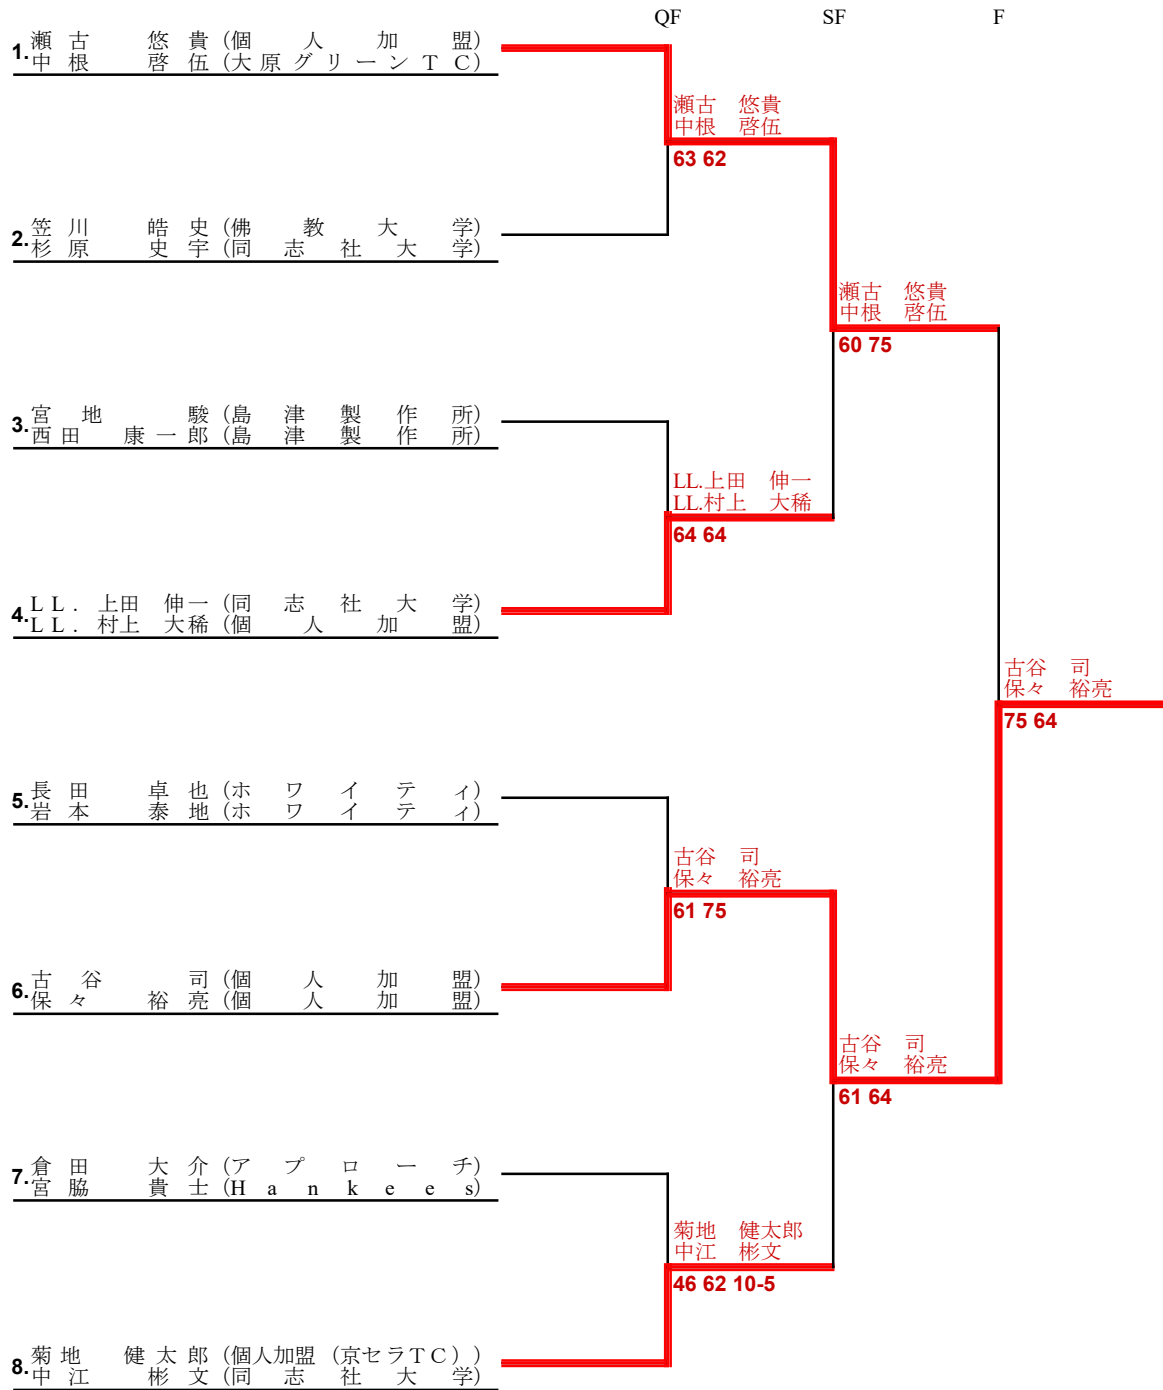 QF SF F
1. 瀬古 悠貴 (個人加盟)
中根 啓伍 (大原グリーンTC)
瀬古 悠貴
中根 啓伍
63 62
2. 笠川 皓史 (佛教大学)
杉原 史宇 (同志社大学)
瀬古 悠貴
中根 啓伍
60 75
3. 宮地 駿 (島津製作所)
西田 康一郎 (島津製作所)
LL.上田 伸一
LL.村上 大稀
64 64
4. LL. 上田 伸一 (同志社大学)
LL. 村上 大稀 (個人加盟)
古谷 司
保々 裕亮
75 64
5. 長田 卓也 (ホワイティ)
岩本 泰地 (ホワイティ)
古谷 司
保々 裕亮
61 75
6. 古谷 司 (個人加盟)
保々 裕亮 (個人加盟)
古谷 司
保々 裕亮
61 64
7. 倉田 大介 (アプローチ)
宮脇 貴士 (Hankees)
菊地 健太郎
中江 彬文
46 62 10-5
8. 菊地 健太郎 (個人加盟（京セラTC）)
中江 彬文 (同志社大学)